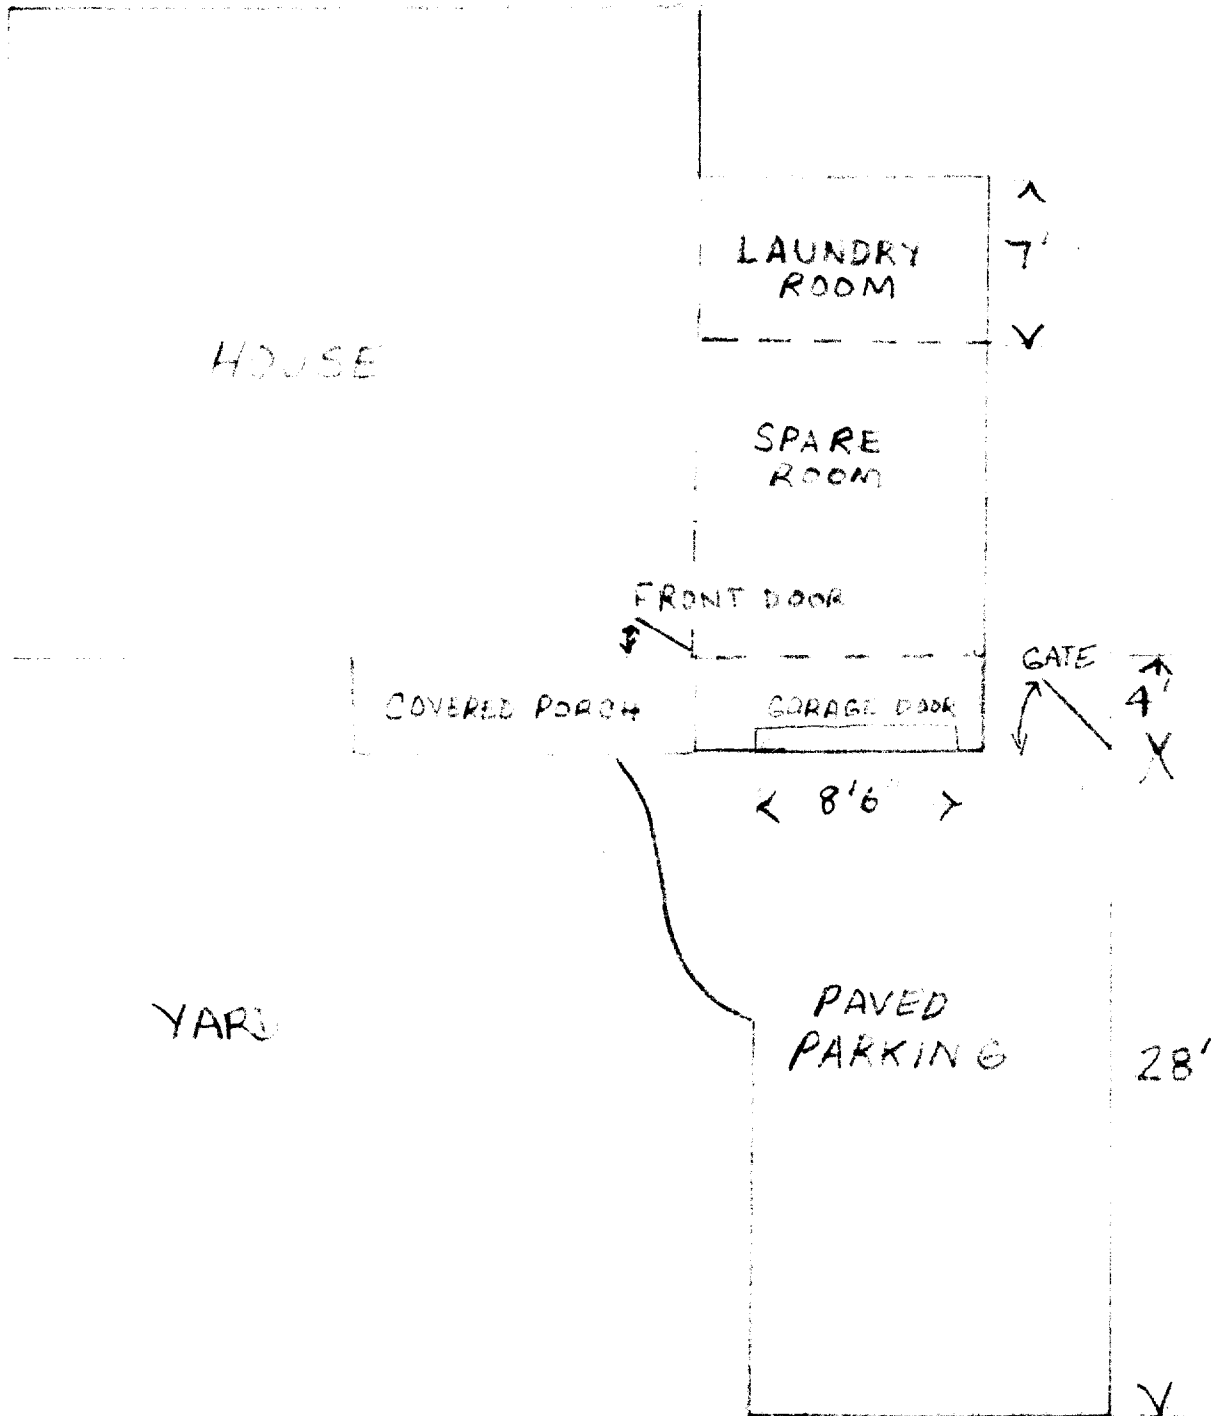 LAUNDRY
ROOM
7'
HOUSE
SPARE
ROOM
FRONT DOOR
GATE
4'
COVERED PORCH
GARAGE DOOR
8'6"
YARD
PAVED
PARKING
28'